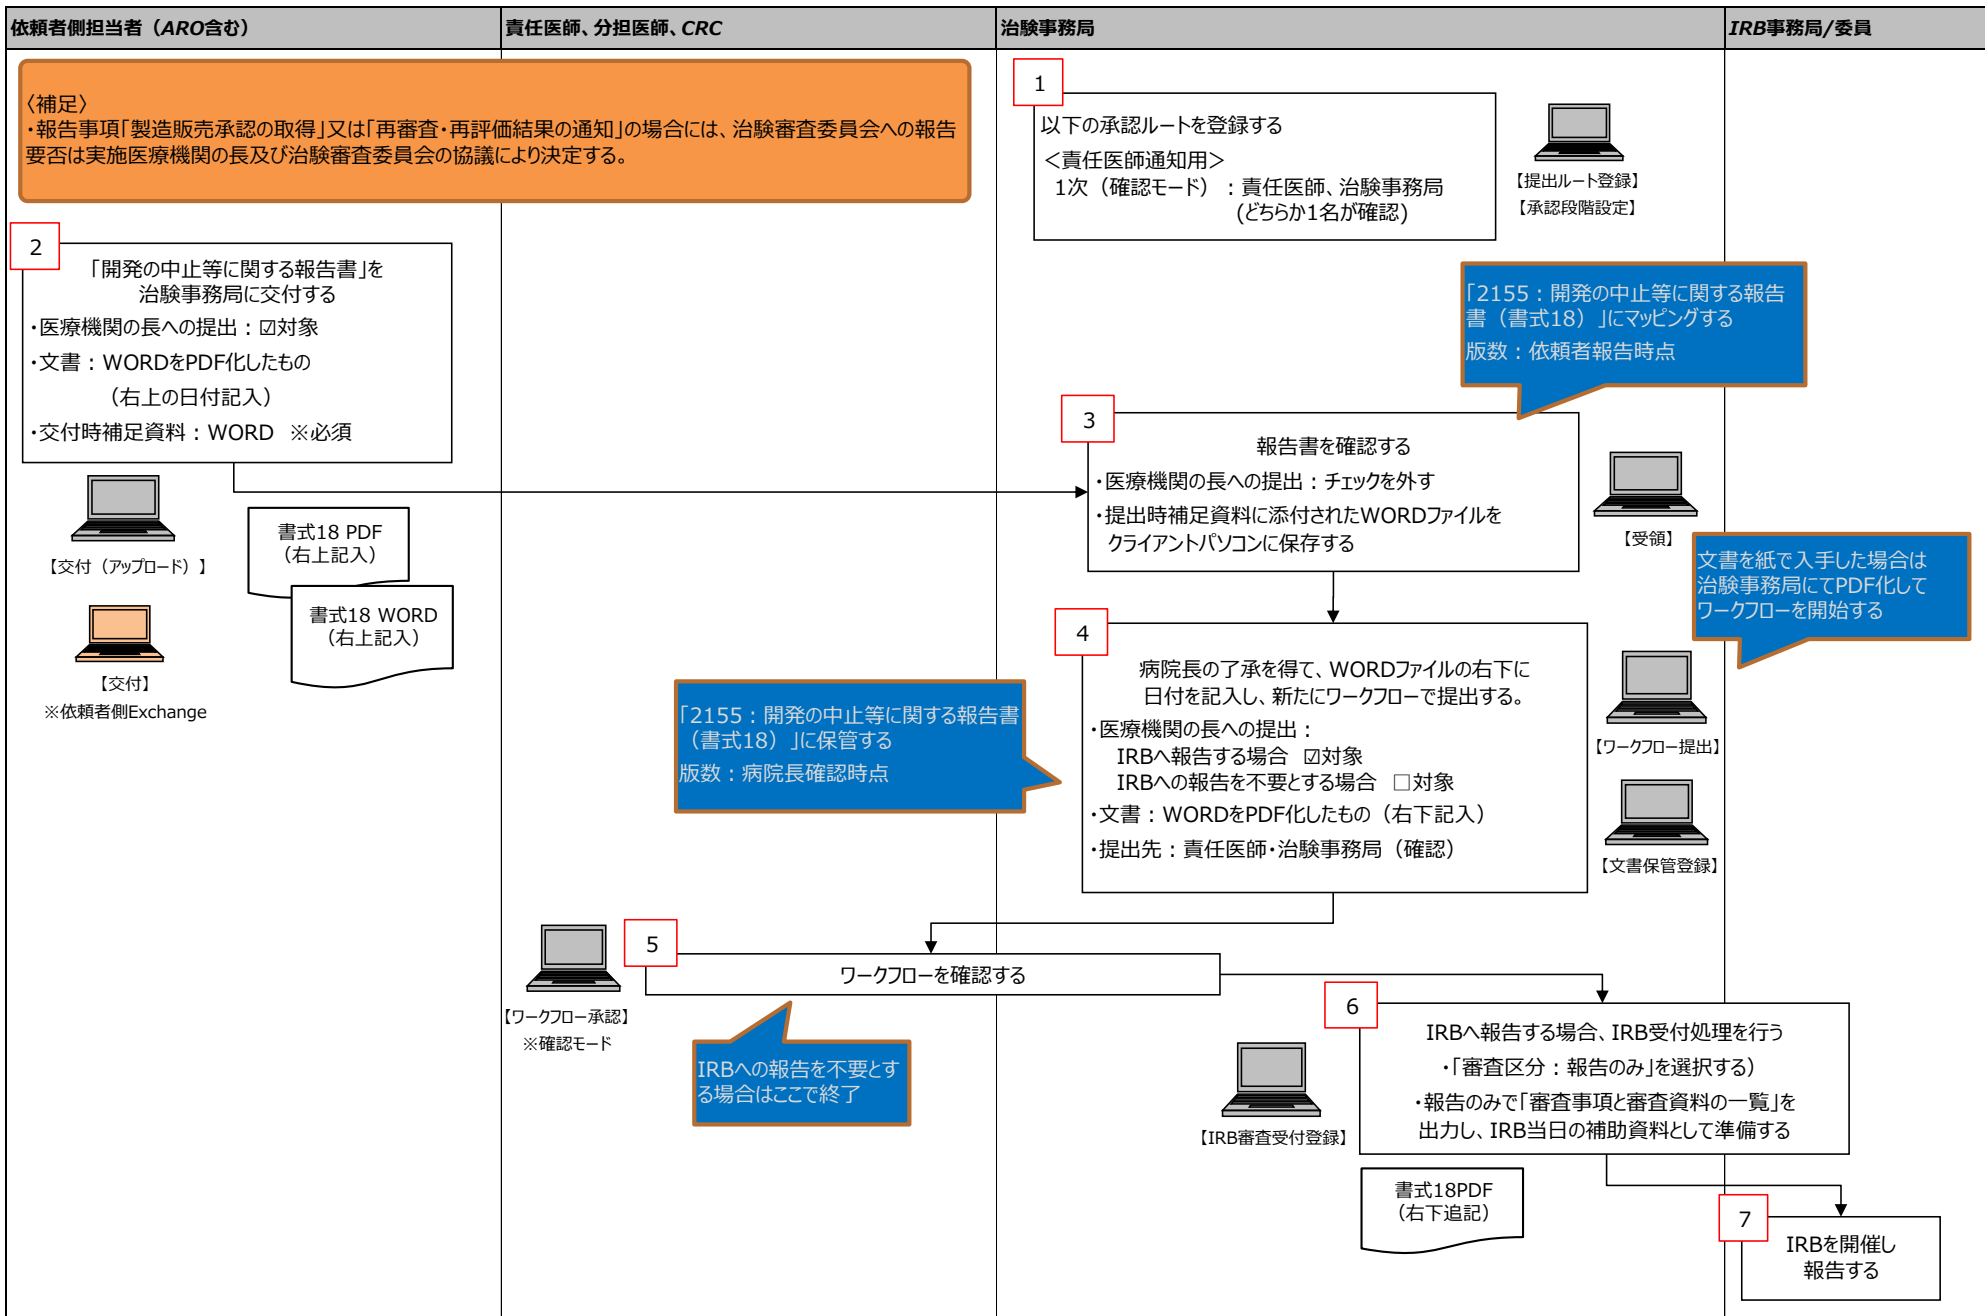 依頼者側担当者（ARO含む）
責任医師、分担医師、CRC
治験事務局
IRB事務局/委員
〈補足〉
・報告事項「製造販売承認の取得」又は「再審査・再評価結果の通知」の場合には、治験審査委員会への報告
要否は実施医療機関の長及び治験審査委員会の協議により決定する。
1
以下の承認ルートを登録する
＜責任医師通知用＞
1次（確認モード）：責任医師、治験事務局
(どちらか1名が確認)
【提出ルート登録】
【承認段階設定】
2
「開発の中止等に関する報告書」を
治験事務局に交付する
・医療機関の長への提出：☑対象
・文書：WORDをPDF化したもの
（右上の日付記入）
・交付時補足資料：WORD　※必須
【交付（アップロード）】
書式18 PDF
（右上記入）
書式18 WORD
（右上記入）
【交付】
※依頼者側Exchange
「2155：開発の中止等に関する報告
書（書式18）」にマッピングする
版数：依頼者報告時点
3
報告書を確認する
・医療機関の長への提出：チェックを外す
・提出時補足資料に添付されたWORDファイルを
クライアントパソコンに保存する
【受領】
文書を紙で入手した場合は
治験事務局にてPDF化して
ワークフローを開始する
4
病院長の了承を得て、WORDファイルの右下に
日付を記入し、新たにワークフローで提出する。
・医療機関の長への提出：
IRBへ報告する場合　☑対象
IRBへの報告を不要とする場合　□対象
・文書：WORDをPDF化したもの（右下記入）
・提出先：責任医師・治験事務局（確認）
【ワークフロー提出】
【文書保管登録】
「2155：開発の中止等に関する報告書
（書式18）」に保管する
版数：病院長確認時点
5
ワークフローを確認する
【ワークフロー承認】
※確認モード
IRBへの報告を不要とす
る場合はここで終了
6
IRBへ報告する場合、IRB受付処理を行う
・「審査区分：報告のみ」を選択する）
・報告のみで「審査事項と審査資料の一覧」を
出力し、IRB当日の補助資料として準備する
【IRB審査受付登録】
書式18PDF
（右下追記）
7
IRBを開催し
報告する